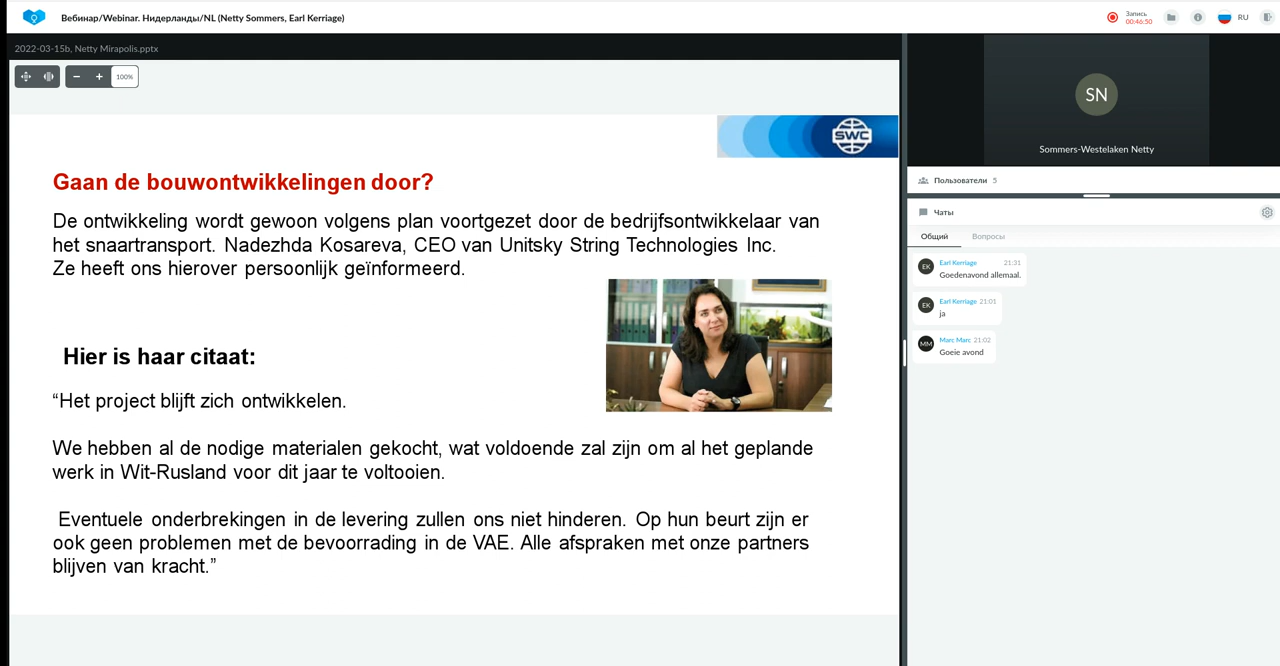 Вебинар/Webinar. Нидерланды/NL (Netty Sommers, Earl Kerriage)
Запись
00:46:50
RU
2022-03-15b, Netty Mirapolis.pptx
100%
SWC
Gaan de bouwontwikkelingen door?
De ontwikkeling wordt gewoon volgens plan voortgezet door de bedrijfsontwikkelaar van
het snaartransport. Nadezhda Kosareva, CEO van Unitsky String Technologies Inc.
Ze heeft ons hierover persoonlijk geïnformeerd.
Hier is haar citaat:
“Het project blijft zich ontwikkelen.
We hebben al de nodige materialen gekocht, wat voldoende zal zijn om al het geplande
werk in Wit-Rusland voor dit jaar te voltooien.
Eventuele onderbrekingen in de levering zullen ons niet hinderen. Op hun beurt zijn er
ook geen problemen met de bevoorrading in de VAE. Alle afspraken met onze partners
blijven van kracht.”
SN
Sommers-Westelaken Netty
Пользователи 5
Чаты
Общий Вопросы
EK Earl Kerriage 21:31
Goedenavond allemaal.
EK Earl Kerriage 21:01
ja
MM Marc Marc 21:02
Goeie avond